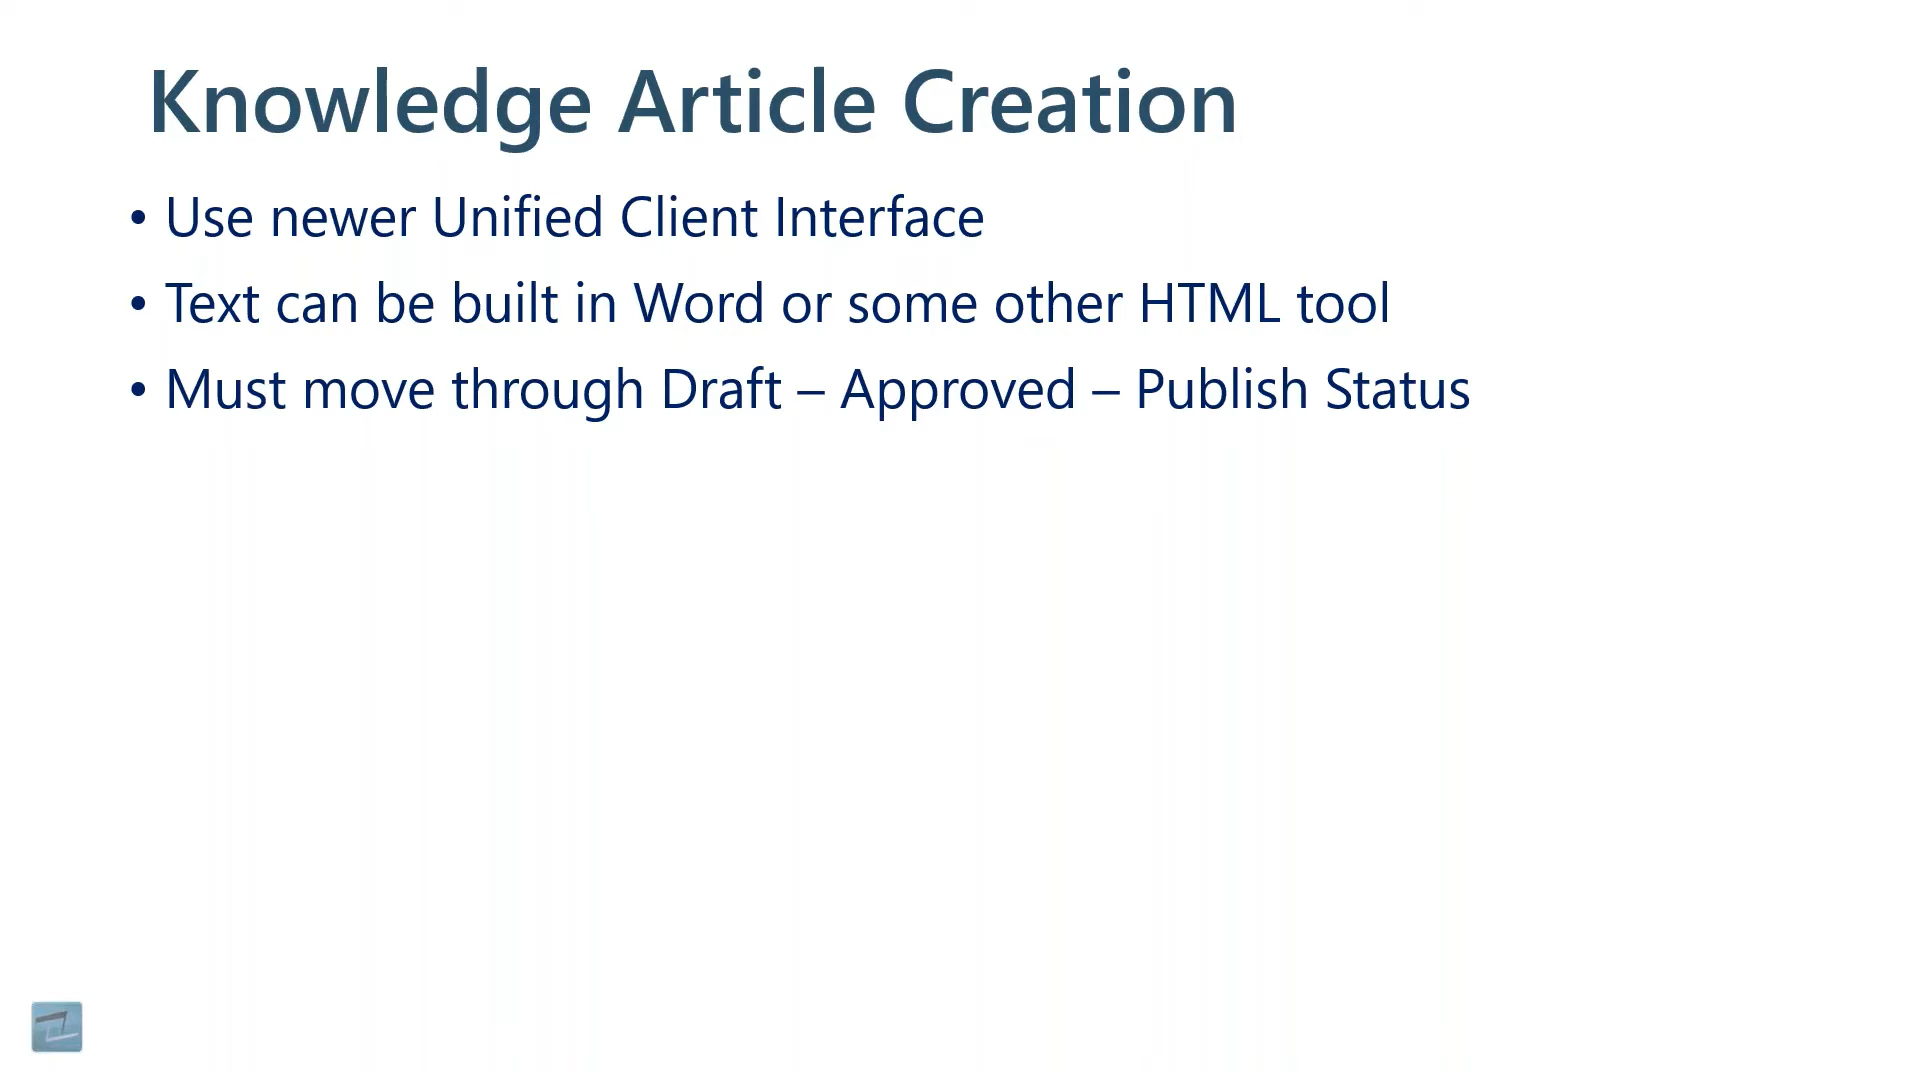 Knowledge Article Creation
• Use newer Unified Client Interface
• Text can be built in Word or some other HTML tool
• Must move through Draft – Approved – Publish Status